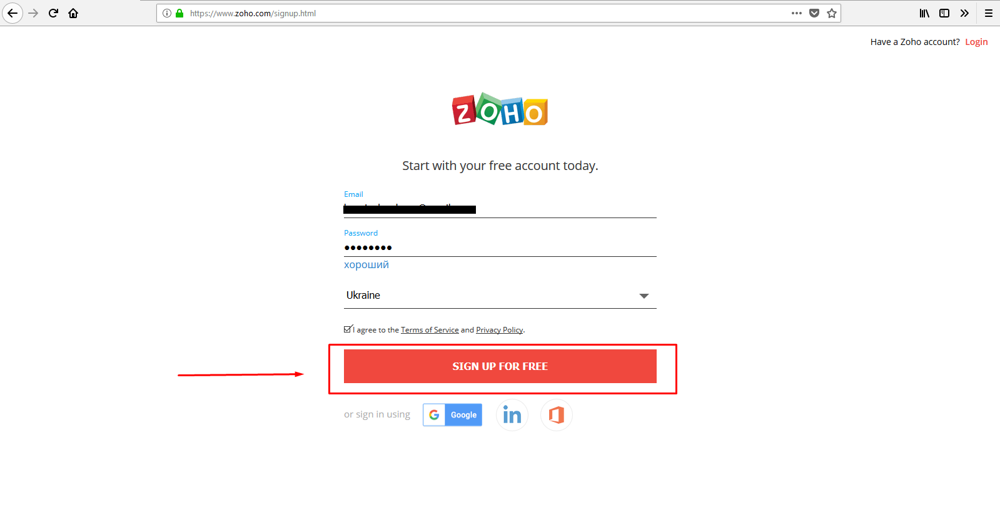 https://www.zoho.com/signup.html
Have a Zoho account? Login
ZOHO
Start with your free account today.
Email
Password
хороший
Ukraine
I agree to the Terms of Service and Privacy Policy.
SIGN UP FOR FREE
or sign in using
G Google
in